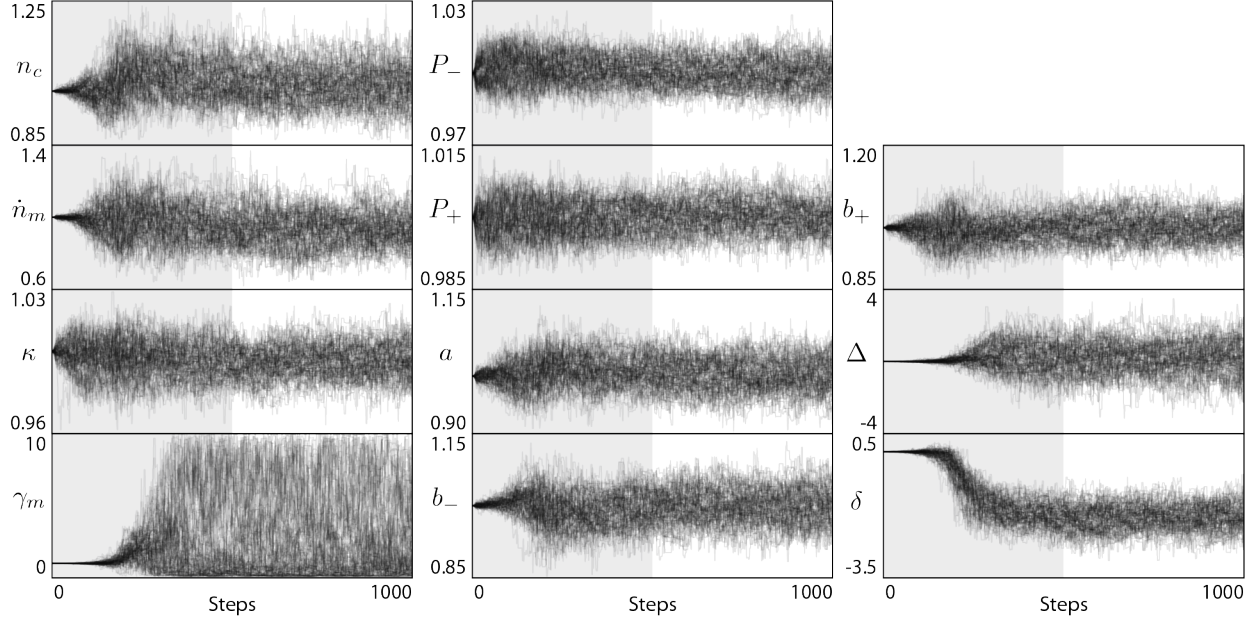 1.25
n_c
0.85
1.4
ṅ_m
0.6
1.03
κ
0.96
10
γ_m
0
0 Steps 1000
1.03
P_−
0.97
1.015
P_+
0.985
1.15
a
0.90
1.15
b_−
0.85
0 Steps 1000
1.20
b_+
0.85
4
Δ
-4
0.5
δ
-3.5
0 Steps 1000